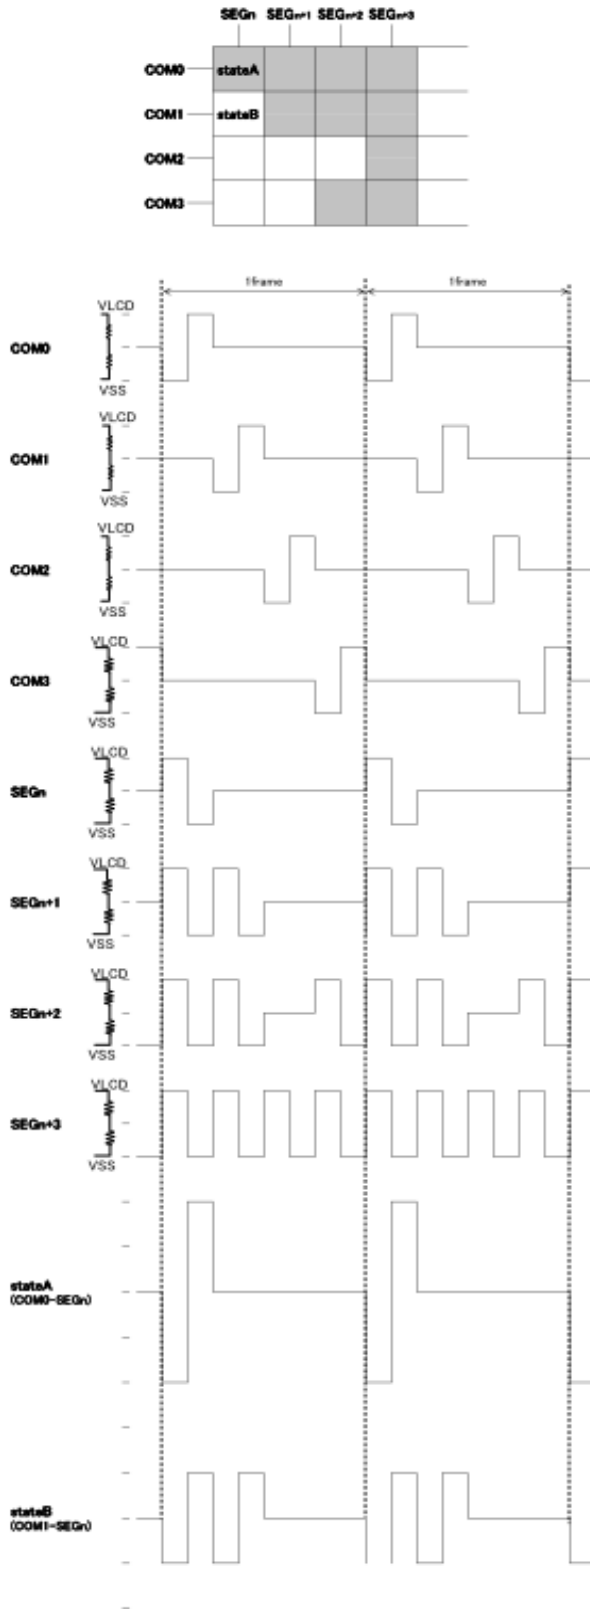 SEGn SEGn+1 SEGn+2 SEGn+3
COM0 stateA
COM1 stateB
COM2
COM3
1frame 1frame
VLCD
COM0
VSS
VLCD
COM1
VSS
VLCD
COM2
VSS
VLCD
COM3
VSS
VLCD
SEGn
VSS
VLCD
SEGn+1
VSS
VLCD
SEGn+2
VSS
VLCD
SEGn+3
VSS
stateA
(COM0-SEGn)
stateB
(COM1-SEGn)